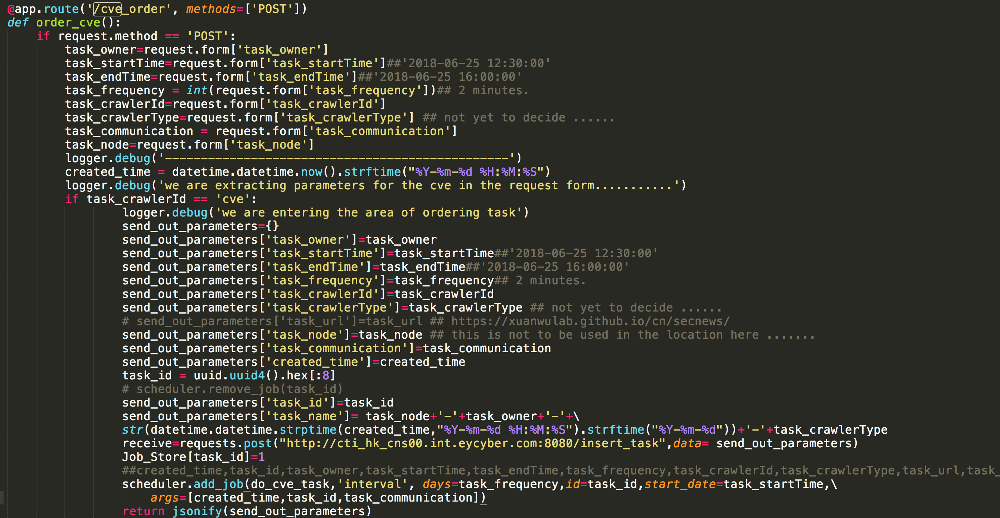 @app.route('/cve_order', methods=['POST'])
def order_cve():
    if request.method == 'POST':
        task_owner=request.form['task_owner']
        task_startTime=request.form['task_startTime']##'2018-06-25 12:30:00'
        task_endTime=request.form['task_endTime']##'2018-06-25 16:00:00'
        task_frequency = int(request.form['task_frequency'])## 2 minutes.
        task_crawlerId=request.form['task_crawlerId']
        task_crawlerType=request.form['task_crawlerType'] ## not yet to decide ......
        task_communication = request.form['task_communication']
        task_node=request.form['task_node']
        logger.debug('------------------------------------------------')
        created_time = datetime.datetime.now().strftime("%Y-%m-%d %H:%M:%S")
        logger.debug('we are extracting parameters for the cve in the request form...........')
        if task_crawlerId == 'cve':
                logger.debug('we are entering the area of ordering task')
                send_out_parameters={}
                send_out_parameters['task_owner']=task_owner
                send_out_parameters['task_startTime']=task_startTime##'2018-06-25 12:30:00'
                send_out_parameters['task_endTime']=task_endTime##'2018-06-25 16:00:00'
                send_out_parameters['task_frequency']=task_frequency## 2 minutes.
                send_out_parameters['task_crawlerId']=task_crawlerId
                send_out_parameters['task_crawlerType']=task_crawlerType ## not yet to decide ......
                # send_out_parameters['task_url']=task_url ## https://xuanwulab.github.io/cn/secnews/
                send_out_parameters['task_node']=task_node ## this is not to be used in the location here .......
                send_out_parameters['task_communication']=task_communication
                send_out_parameters['created_time']=created_time
                task_id = uuid.uuid4().hex[:8]
                # scheduler.remove_job(task_id)
                send_out_parameters['task_id']=task_id
                send_out_parameters['task_name']= task_node+'-'+task_owner+'-'+\
                str(datetime.datetime.strptime(created_time,"%Y-%m-%d %H:%M:%S").strftime("%Y-%m-%d"))+'-'+task_crawlerType
                receive=requests.post("http://cti_hk_cns00.int.eycyber.com:8080/insert_task",data= send_out_parameters)
                Job_Store[task_id]=1
                ##created_time,task_id,task_owner,task_startTime,task_endTime,task_frequency,task_crawlerId,task_crawlerType,task_url,task_
                scheduler.add_job(do_cve_task,'interval', days=task_frequency,id=task_id,start_date=task_startTime,\
                    args=[created_time,task_id,task_communication])
                return jsonify(send_out_parameters)